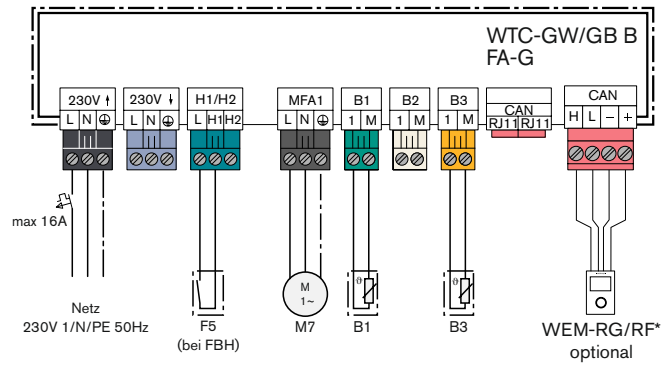 WTC-GW/GB B
FA-G
230V ↑
230V ↓
H1/H2
MFA1
B1
B2
B3
CAN
RJ11 RJ11
CAN
L N ⏚
L N ⏚
L H1 H2
L N ⏚
1 M
1 M
1 M
H L − +
max 16A
M
1~
ϑ
ϑ
Netz
230V 1/N/PE 50Hz
F5
(bei FBH)
M7
B1
B3
WEM-RG/RF*
optional